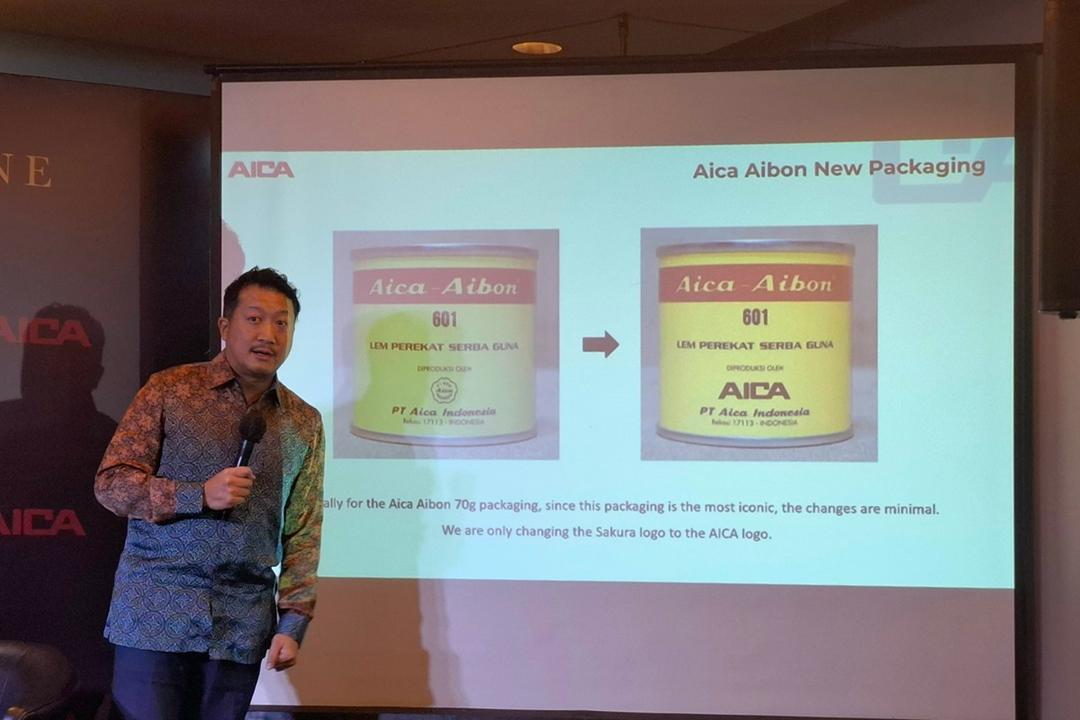 NE
AICA
AICA
AICA
Aica Aibon New Packaging
Aica-Aibon
601
LEM PEREKAT SERBA GUNA
DIPRODUKSI OLEH
PT Aica Indonesia
Bekasi 17113 - INDONESIA
Aica-Aibon
601
LEM PEREKAT SERBA GUNA
DIPRODUKSI OLEH
AICA
PT Aica Indonesia
Bekasi 17113 - INDONESIA
ally for the Aica Aibon 70g packaging, since this packaging is the most iconic, the changes are minimal.
We are only changing the Sakura logo to the AICA logo.